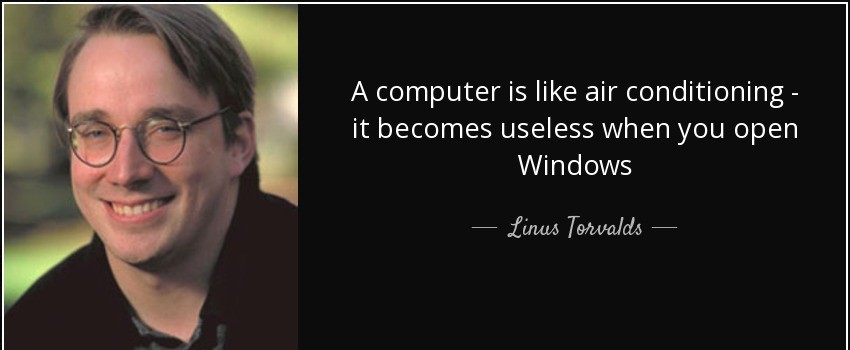 A computer is like air conditioning -
it becomes useless when you open
Windows
Linus Torvalds